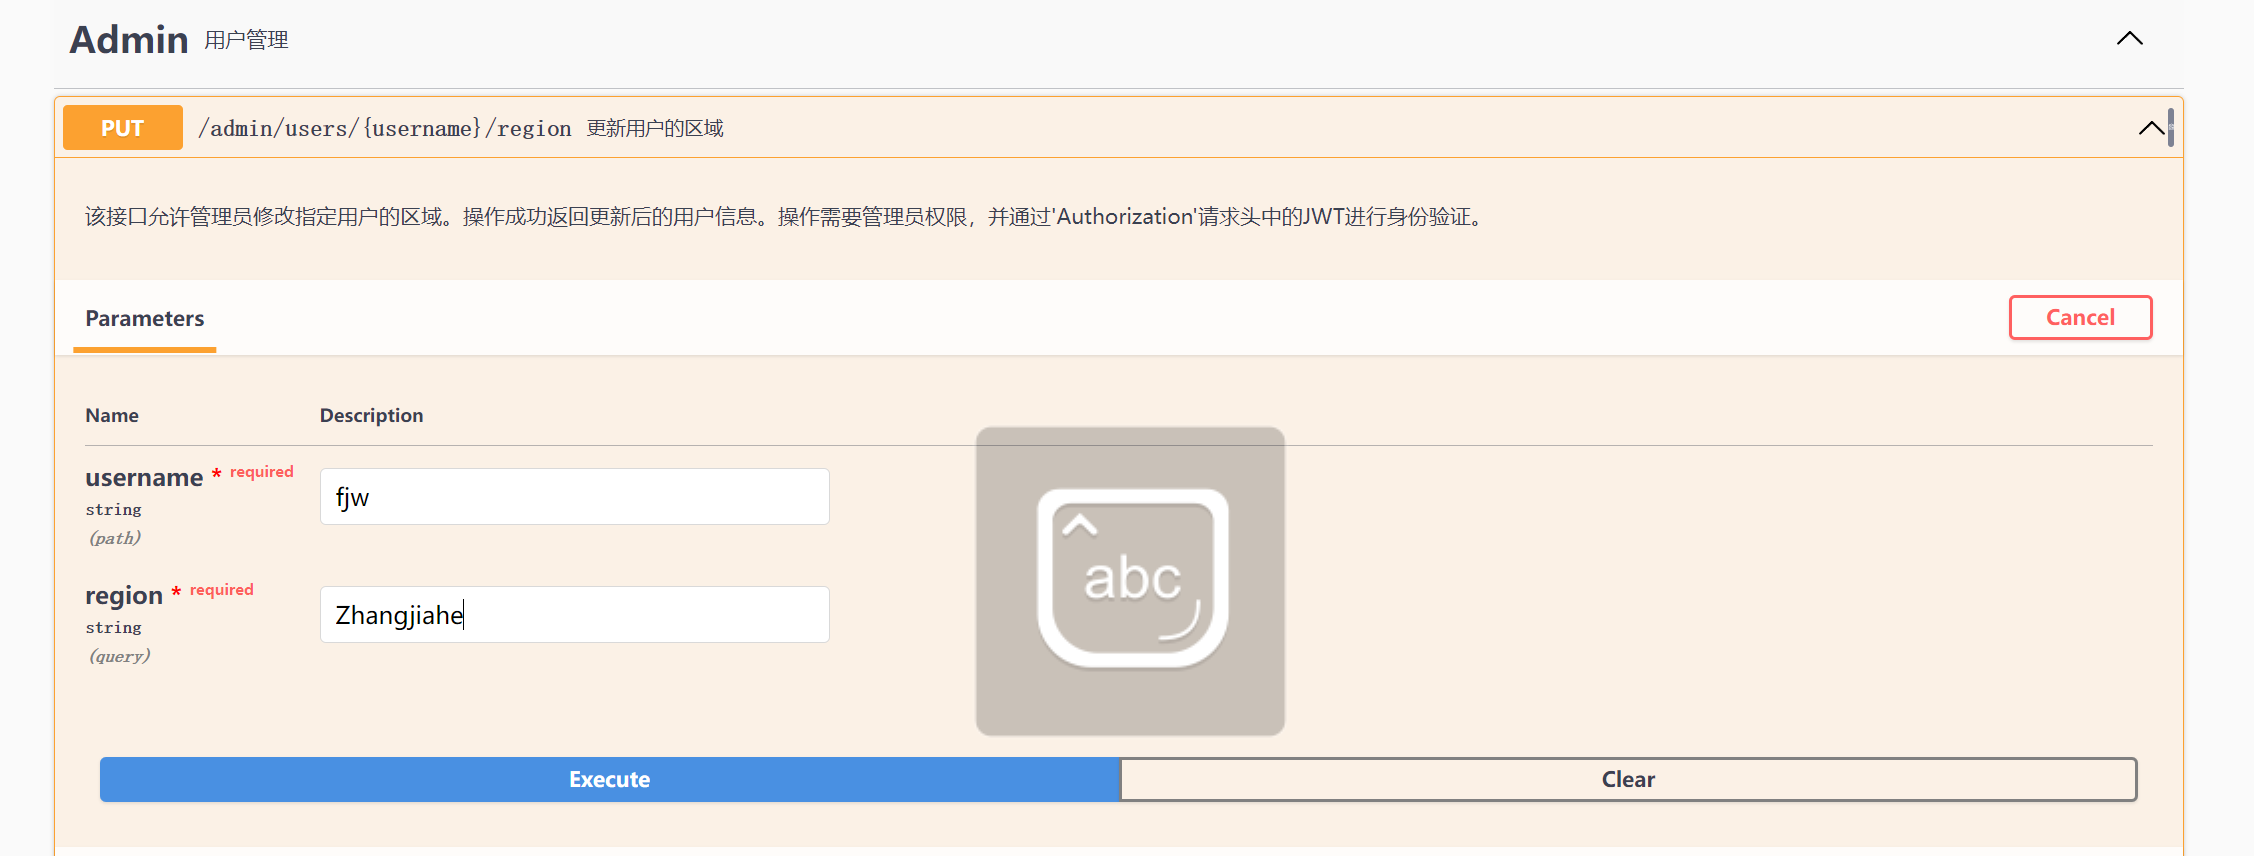 Admin 用户管理
PUT /admin/users/{username}/region 更新用户的区域
该接口允许管理员修改指定用户的区域。操作成功返回更新后的用户信息。操作需要管理员权限，并通过'Authorization'请求头中的JWT进行身份验证。
Parameters
Cancel
Name Description
username * required
string
(path)
fjw
region * required
string
(query)
Zhangjiahe
abc
Execute
Clear